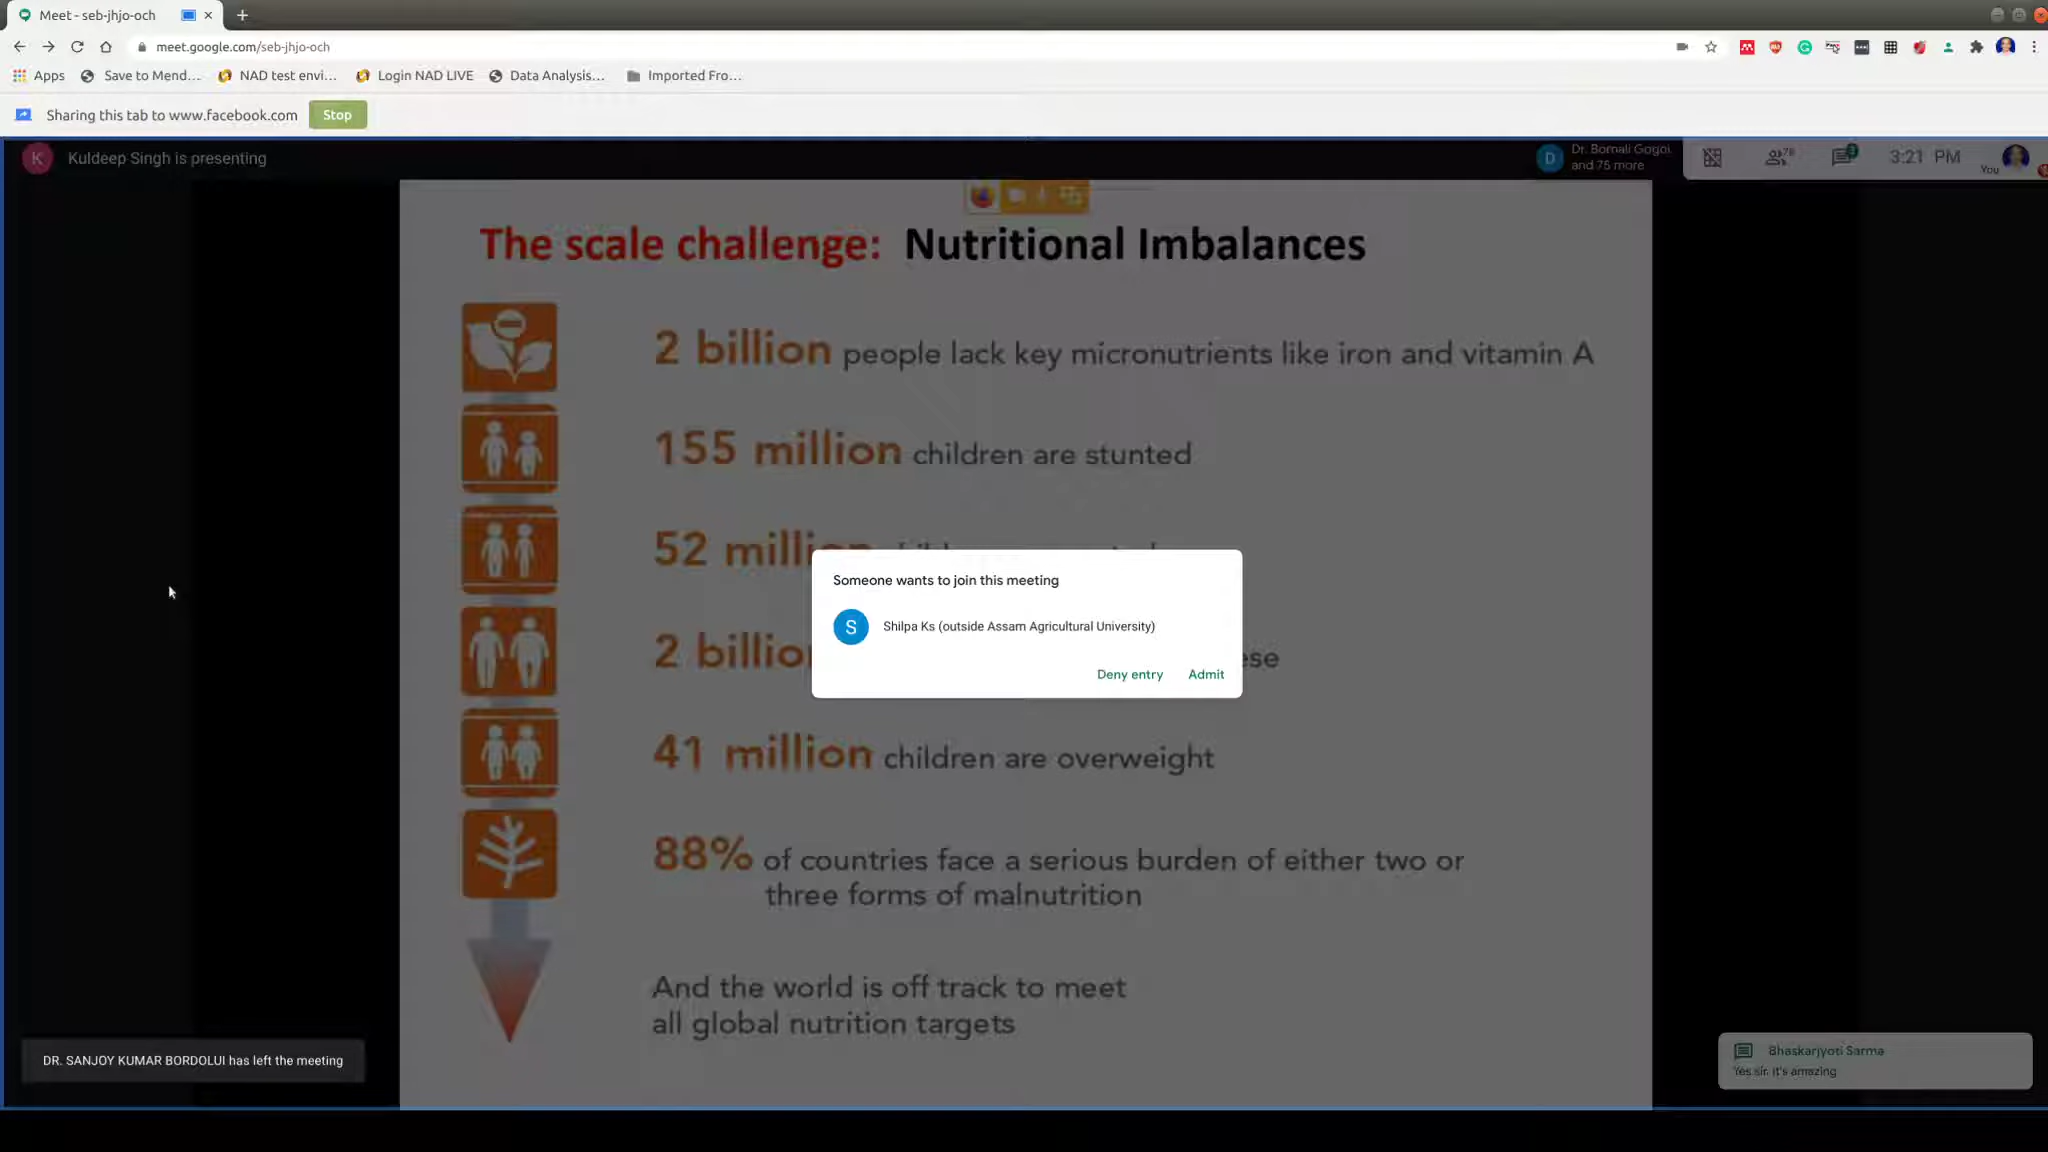 Meet - seb-jhjo-och
meet.google.com/seb-jhjo-och
Apps
Save to Mend...
NAD test envi...
Login NAD LIVE
Data Analysis...
Imported Fro...
Sharing this tab to www.facebook.com
Stop
K
Kuldeep Singh is presenting
D
Dr. Bornali Gogoi
and 75 more
3:21 PM
You
The scale challenge: Nutritional Imbalances
2 billion people lack key micronutrients like iron and vitamin A
155 million children are stunted
52 milli
Someone wants to join this meeting
S
Shilpa Ks (outside Assam Agricultural University)
Deny entry
Admit
2 billio
ese
41 million children are overweight
88% of countries face a serious burden of either two or
three forms of malnutrition
And the world is off track to meet
all global nutrition targets
DR. SANJOY KUMAR BORDOLUI has left the meeting
Bhaskarjyoti Sarma
Yes sir. it's amazing